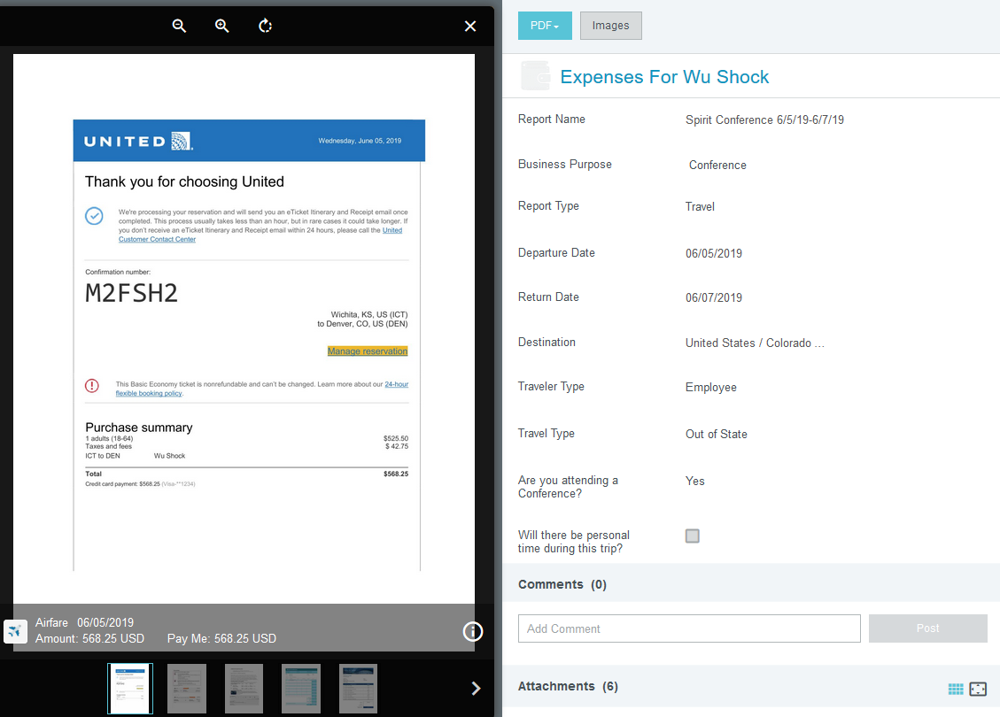 UNITED
Wednesday, June 05, 2019
Thank you for choosing United
We're processing your reservation and will send you an eTicket Itinerary and Receipt email once
completed. This process usually takes less than an hour, but in rare cases it could take longer. If
you don't receive an eTicket Itinerary and Receipt email within 24 hours, please call the United
Customer Contact Center
Confirmation number:
M2FSH2
Wichita, KS, US (ICT)
to Denver, CO, US (DEN)
Manage reservation
This Basic Economy ticket is nonrefundable and can't be changed. Learn more about our 24-hour
flexible booking policy.
Purchase summary
1 adults (18-64) $525.50
Taxes and fees $ 42.75
ICT to DEN Wu Shock
Total $568.25
Credit card payment: $568.25 (Visa-**1234)
Airfare 06/05/2019
Amount: 568.25 USD Pay Me: 568.25 USD
PDF
Images
Expenses For Wu Shock
Report Name Spirit Conference 6/5/19-6/7/19
Business Purpose Conference
Report Type Travel
Departure Date 06/05/2019
Return Date 06/07/2019
Destination United States / Colorado ...
Traveler Type Employee
Travel Type Out of State
Are you attending a
Conference? Yes
Will there be personal
time during this trip?
Comments (0)
Add Comment
Post
Attachments (6)